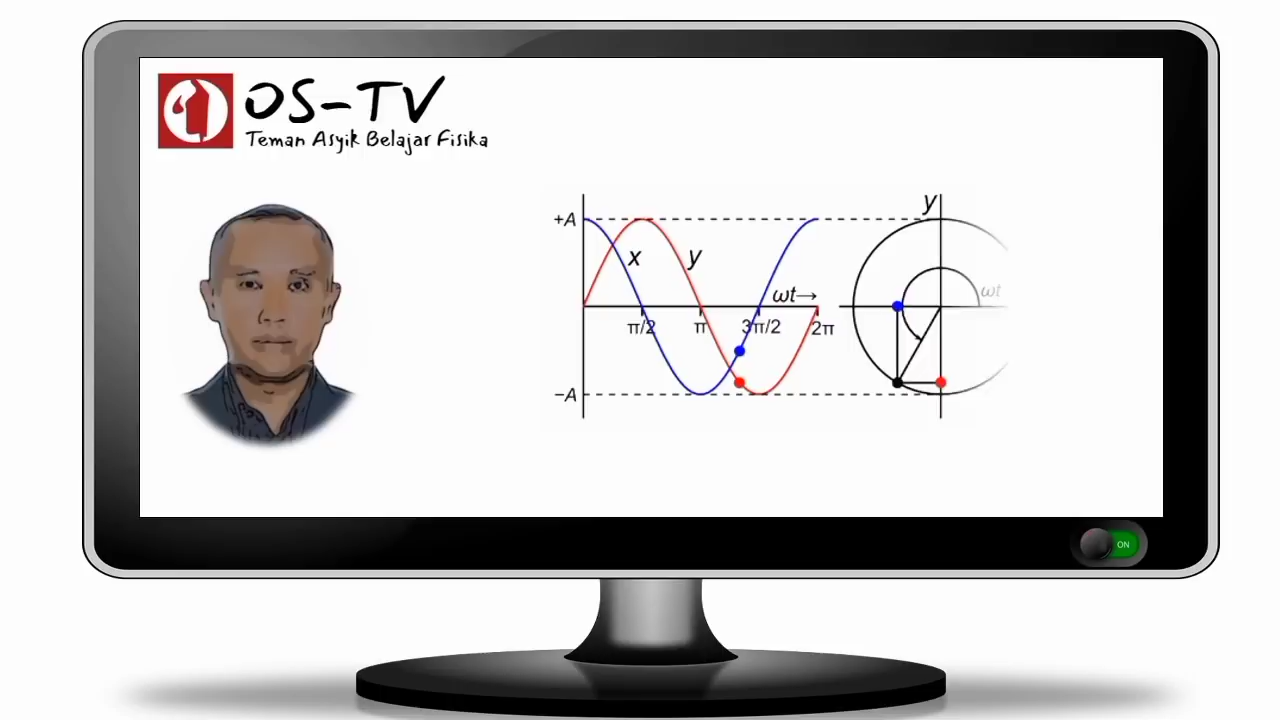 OS-TV
Teman Asyik Belajar Fisika
y
+A
x
y
ωt→
ωt
π/2
π
3π/2
2π
−A
ON